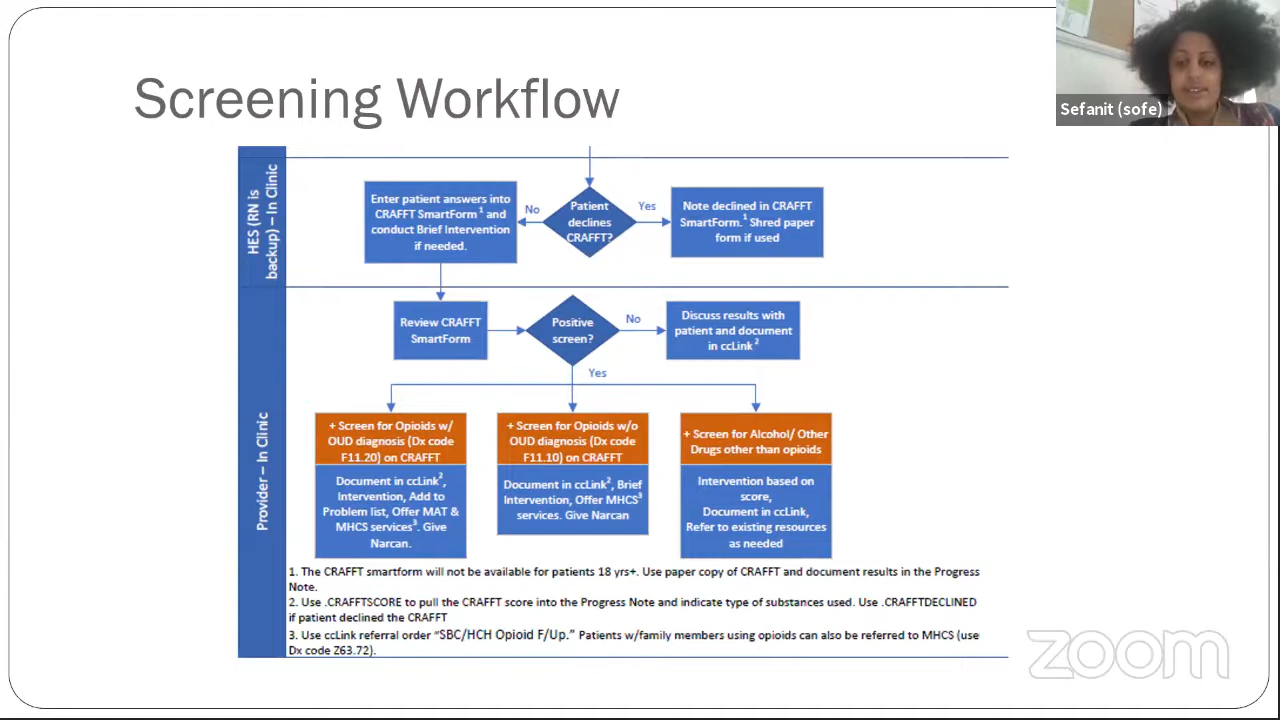 Screening Workflow
Sefanit (sofe)
HES (RN is
backup) – In Clinic
Enter patient answers into
CRAFFT SmartForm1 and
conduct Brief Intervention
if needed.
No
Patient
declines
CRAFFT?
Yes
Note declined in CRAFFT
SmartForm.1 Shred paper
form if used
Provider – In Clinic
Review CRAFFT
SmartForm
Positive
screen?
No
Discuss results with
patient and document
in ccLink2
Yes
+ Screen for Opioids w/
OUD diagnosis (Dx code
F11.20) on CRAFFT
Document in ccLink2,
Intervention, Add to
Problem list, Offer MAT &
MHCS services3. Give
Narcan.
+ Screen for Opioids w/o
OUD diagnosis (Dx code
F11.10) on CRAFFT
Document in ccLink2, Brief
Intervention, Offer MHCS3
services. Give Narcan
+ Screen for Alcohol/ Other
Drugs other than opioids
Intervention based on
score,
Document in ccLink,
Refer to existing resources
as needed
1. The CRAFFT smartform will not be available for patients 18 yrs+. Use paper copy of CRAFFT and document results in the Progress
Note.
2. Use .CRAFFTSCORE to pull the CRAFFT score into the Progress Note and indicate type of substances used. Use .CRAFFTDECLINED
if patient declined the CRAFFT
3. Use ccLink referral order “SBC/HCH Opioid F/Up.” Patients w/family members using opioids can also be referred to MHCS (use
Dx code Z63.72).
zoom